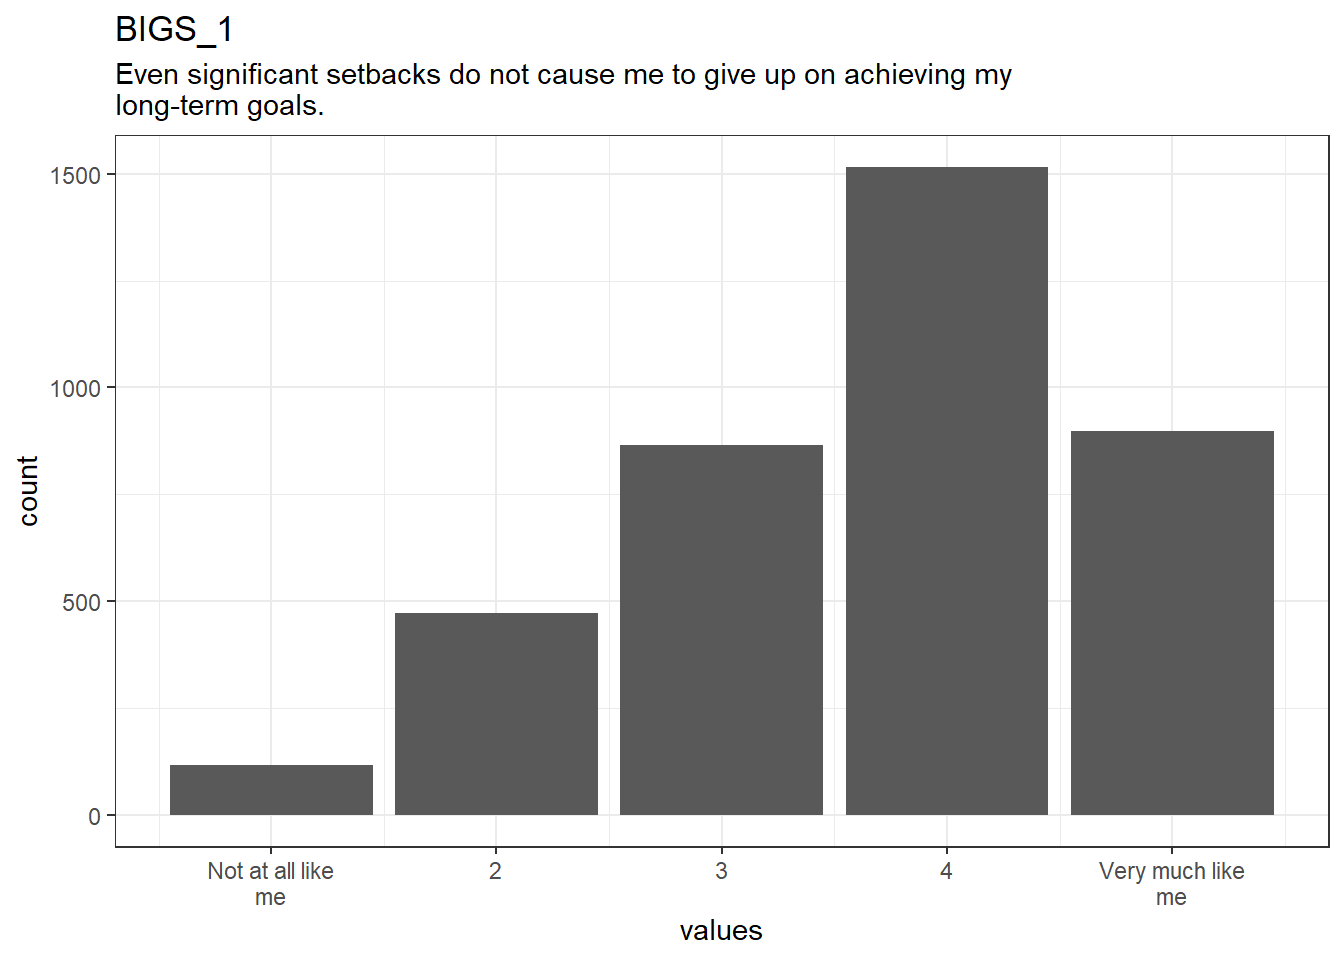 BIGS_1
Even significant setbacks do not cause me to give up on achieving my
long-term goals.
1500
1000
500
0
count
Not at all like
me
2
3
4
Very much like
me
values